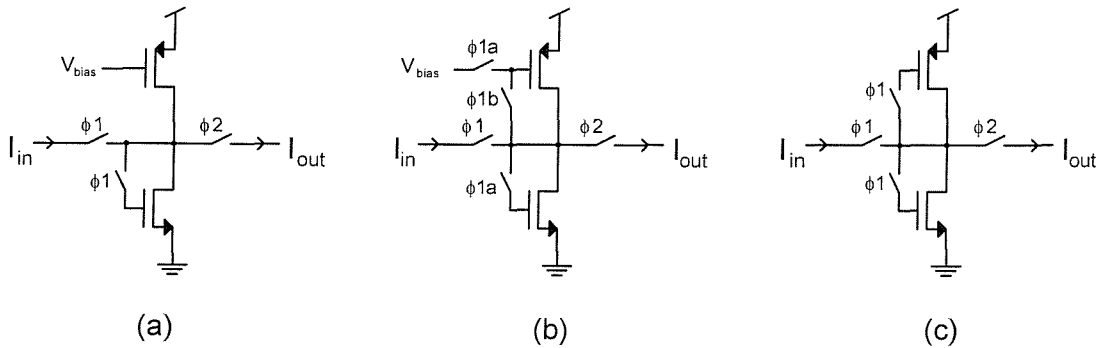 V_bias
ϕ1
ϕ2
I_in
I_out
ϕ1
(a)
ϕ1a
V_bias
ϕ1b
ϕ1
ϕ2
I_in
I_out
ϕ1a
(b)
ϕ1
ϕ1
ϕ2
I_in
I_out
ϕ1
(c)